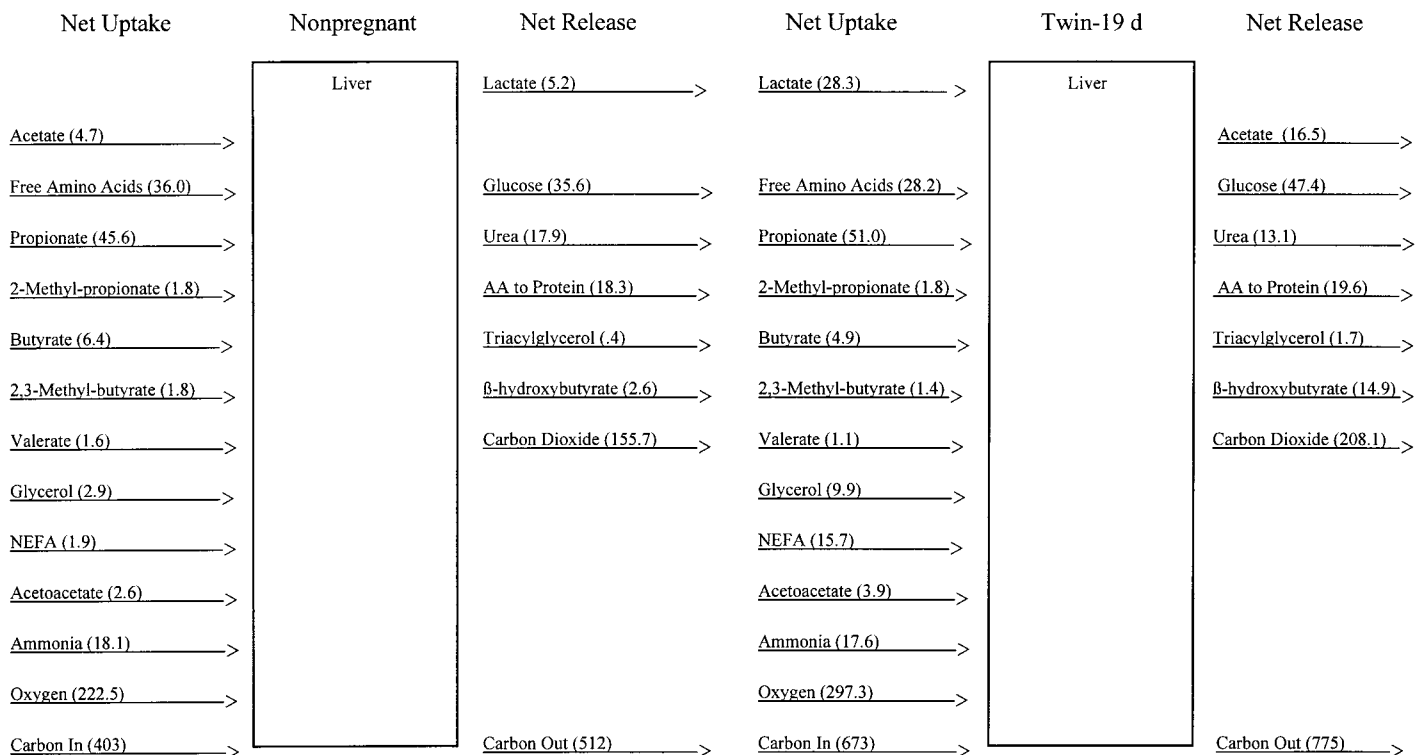 Net Uptake Nonpregnant Net Release Net Uptake Twin-19 d Net Release
Liver Lactate (5.2) Lactate (28.3) Liver
Acetate (4.7) Acetate (16.5)
Free Amino Acids (36.0) Glucose (35.6) Free Amino Acids (28.2) Glucose (47.4)
Propionate (45.6) Urea (17.9) Propionate (51.0) Urea (13.1)
2-Methyl-propionate (1.8) AA to Protein (18.3) 2-Methyl-propionate (1.8) AA to Protein (19.6)
Butyrate (6.4) Triacylglycerol (.4) Butyrate (4.9) Triacylglycerol (1.7)
2,3-Methyl-butyrate (1.8) ß-hydroxybutyrate (2.6) 2,3-Methyl-butyrate (1.4) ß-hydroxybutyrate (14.9)
Valerate (1.6) Carbon Dioxide (155.7) Valerate (1.1) Carbon Dioxide (208.1)
Glycerol (2.9) Glycerol (9.9)
NEFA (1.9) NEFA (15.7)
Acetoacetate (2.6) Acetoacetate (3.9)
Ammonia (18.1) Ammonia (17.6)
Oxygen (222.5) Oxygen (297.3)
Carbon In (403) Carbon Out (512) Carbon In (673) Carbon Out (775)